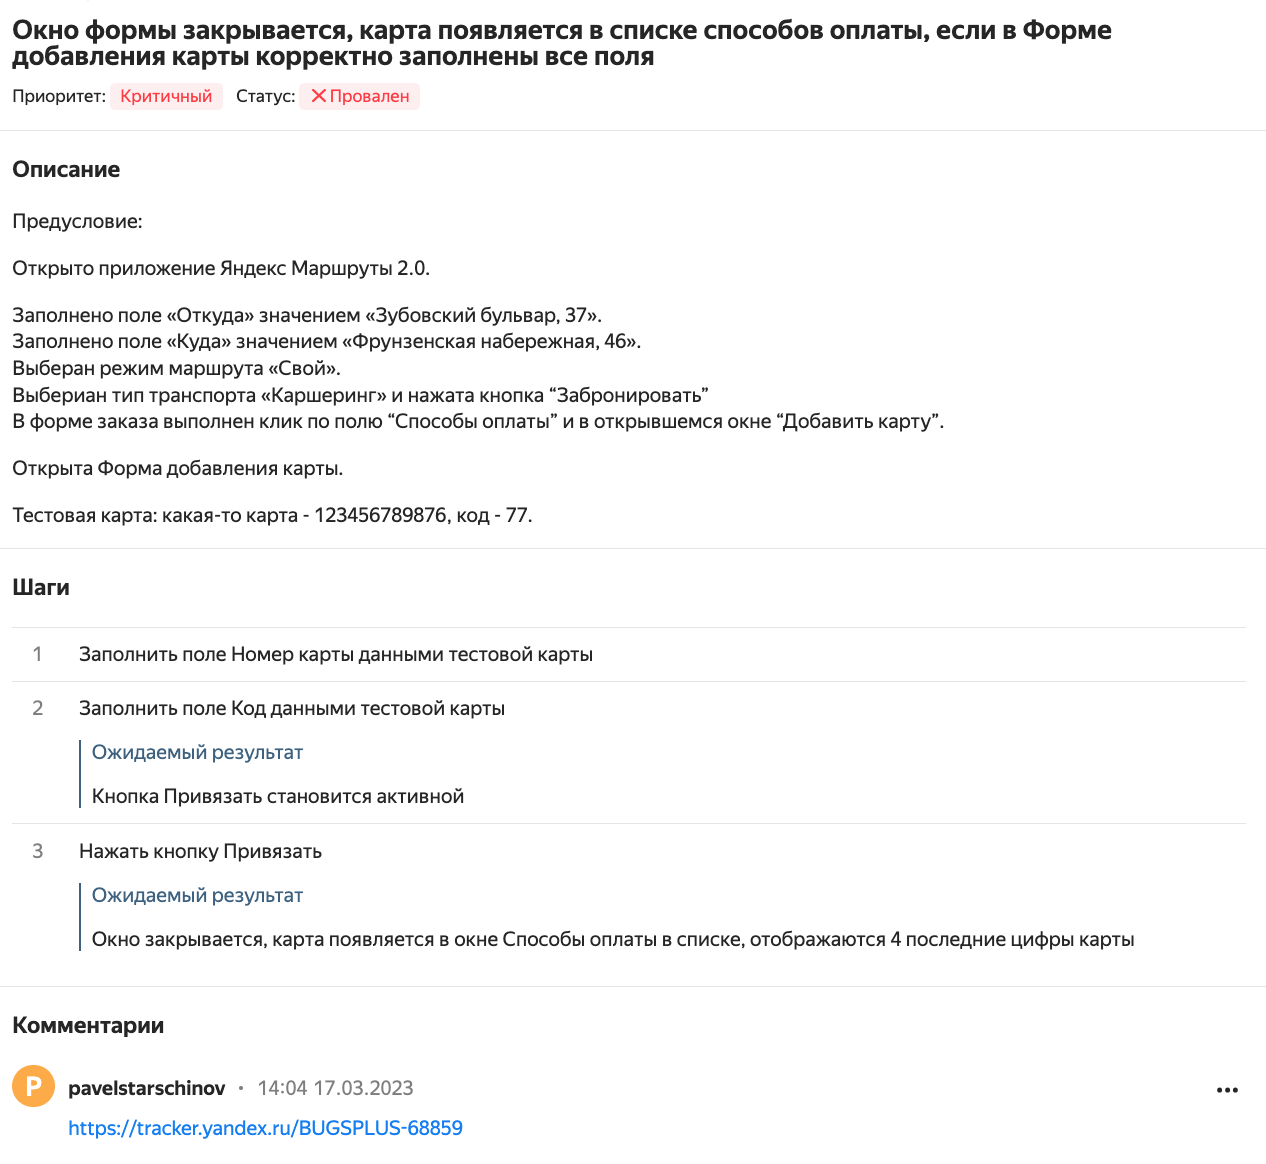 Окно формы закрывается, карта появляется в списке способов оплаты, если в Форме
добавления карты корректно заполнены все поля
Приоритет: Критичный Статус: ✕ Провален
Описание
Предусловие:
Открыто приложение Яндекс Маршруты 2.0.
Заполнено поле «Откуда» значением «Зубовский бульвар, 37».
Заполнено поле «Куда» значением «Фрунзенская набережная, 46».
Выберан режим маршрута «Свой».
Выбериан тип транспорта «Каршеринг» и нажата кнопка “Забронировать”
В форме заказа выполнен клик по полю “Способы оплаты” и в открывшемся окне “Добавить карту”.
Открыта Форма добавления карты.
Тестовая карта: какая-то карта - 123456789876, код - 77.
Шаги
1 Заполнить поле Номер карты данными тестовой карты
2 Заполнить поле Код данными тестовой карты
Ожидаемый результат
Кнопка Привязать становится активной
3 Нажать кнопку Привязать
Ожидаемый результат
Окно закрывается, карта появляется в окне Способы оплаты в списке, отображаются 4 последние цифры карты
Комментарии
P pavelstarschinov • 14:04 17.03.2023
https://tracker.yandex.ru/BUGSPLUS-68859